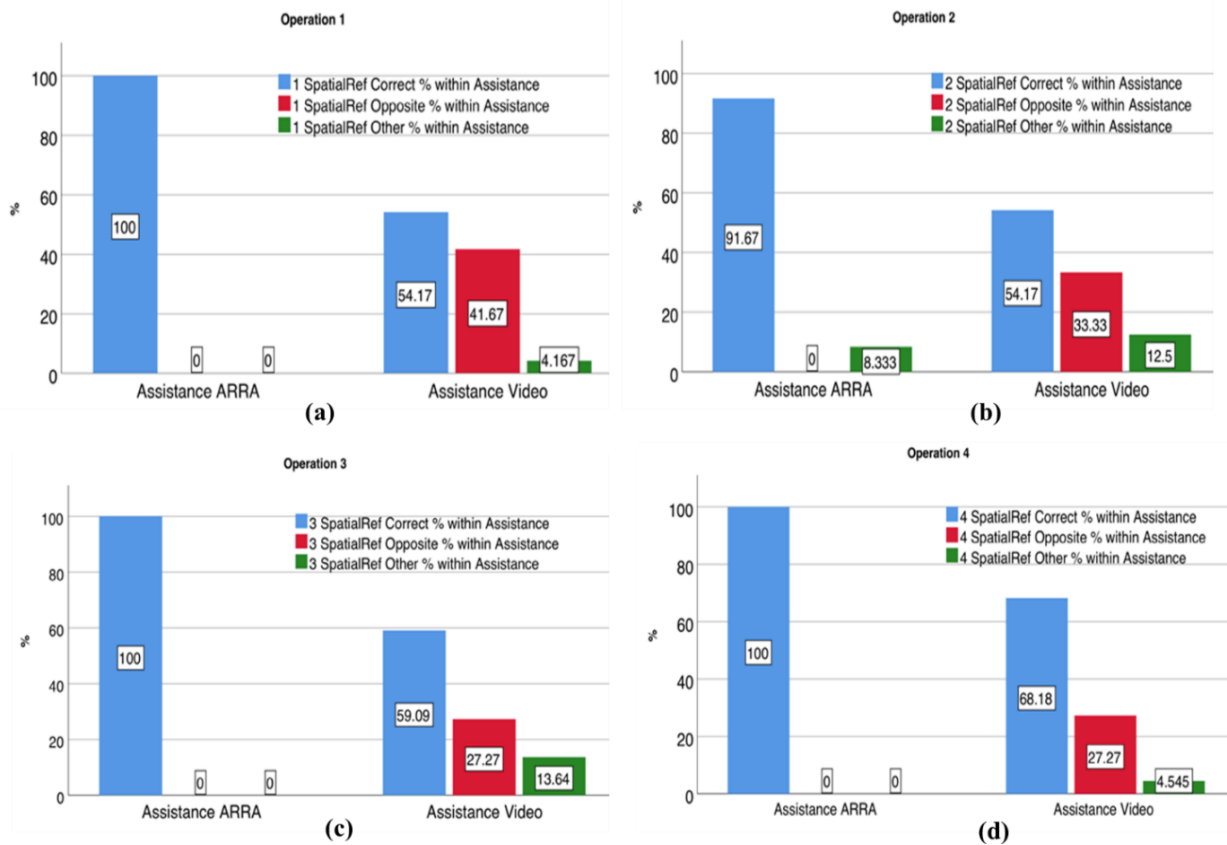 Operation 1
1 SpatialRef Correct % within Assistance
1 SpatialRef Opposite % within Assistance
1 SpatialRef Other % within Assistance
100
80
60
40
20
0
%
100
0
0
54.17
41.67
4.167
Assistance ARRA
Assistance Video
(a)
Operation 2
2 SpatialRef Correct % within Assistance
2 SpatialRef Opposite % within Assistance
2 SpatialRef Other % within Assistance
100
80
60
40
20
0
%
91.67
0
8.333
54.17
33.33
12.5
Assistance ARRA
Assistance Video
(b)
Operation 3
3 SpatialRef Correct % within Assistance
3 SpatialRef Opposite % within Assistance
3 SpatialRef Other % within Assistance
100
80
60
40
20
0
%
100
0
0
59.09
27.27
13.64
Assistance ARRA
Assistance Video
(c)
Operation 4
4 SpatialRef Correct % within Assistance
4 SpatialRef Opposite % within Assistance
4 SpatialRef Other % within Assistance
100
80
60
40
20
0
%
100
0
0
68.18
27.27
4.545
Assistance ARRA
Assistance Video
(d)